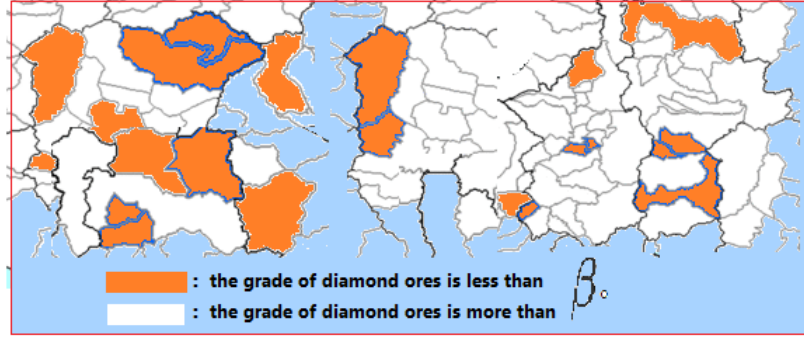 : the grade of diamond ores is less than
: the grade of diamond ores is more than β.